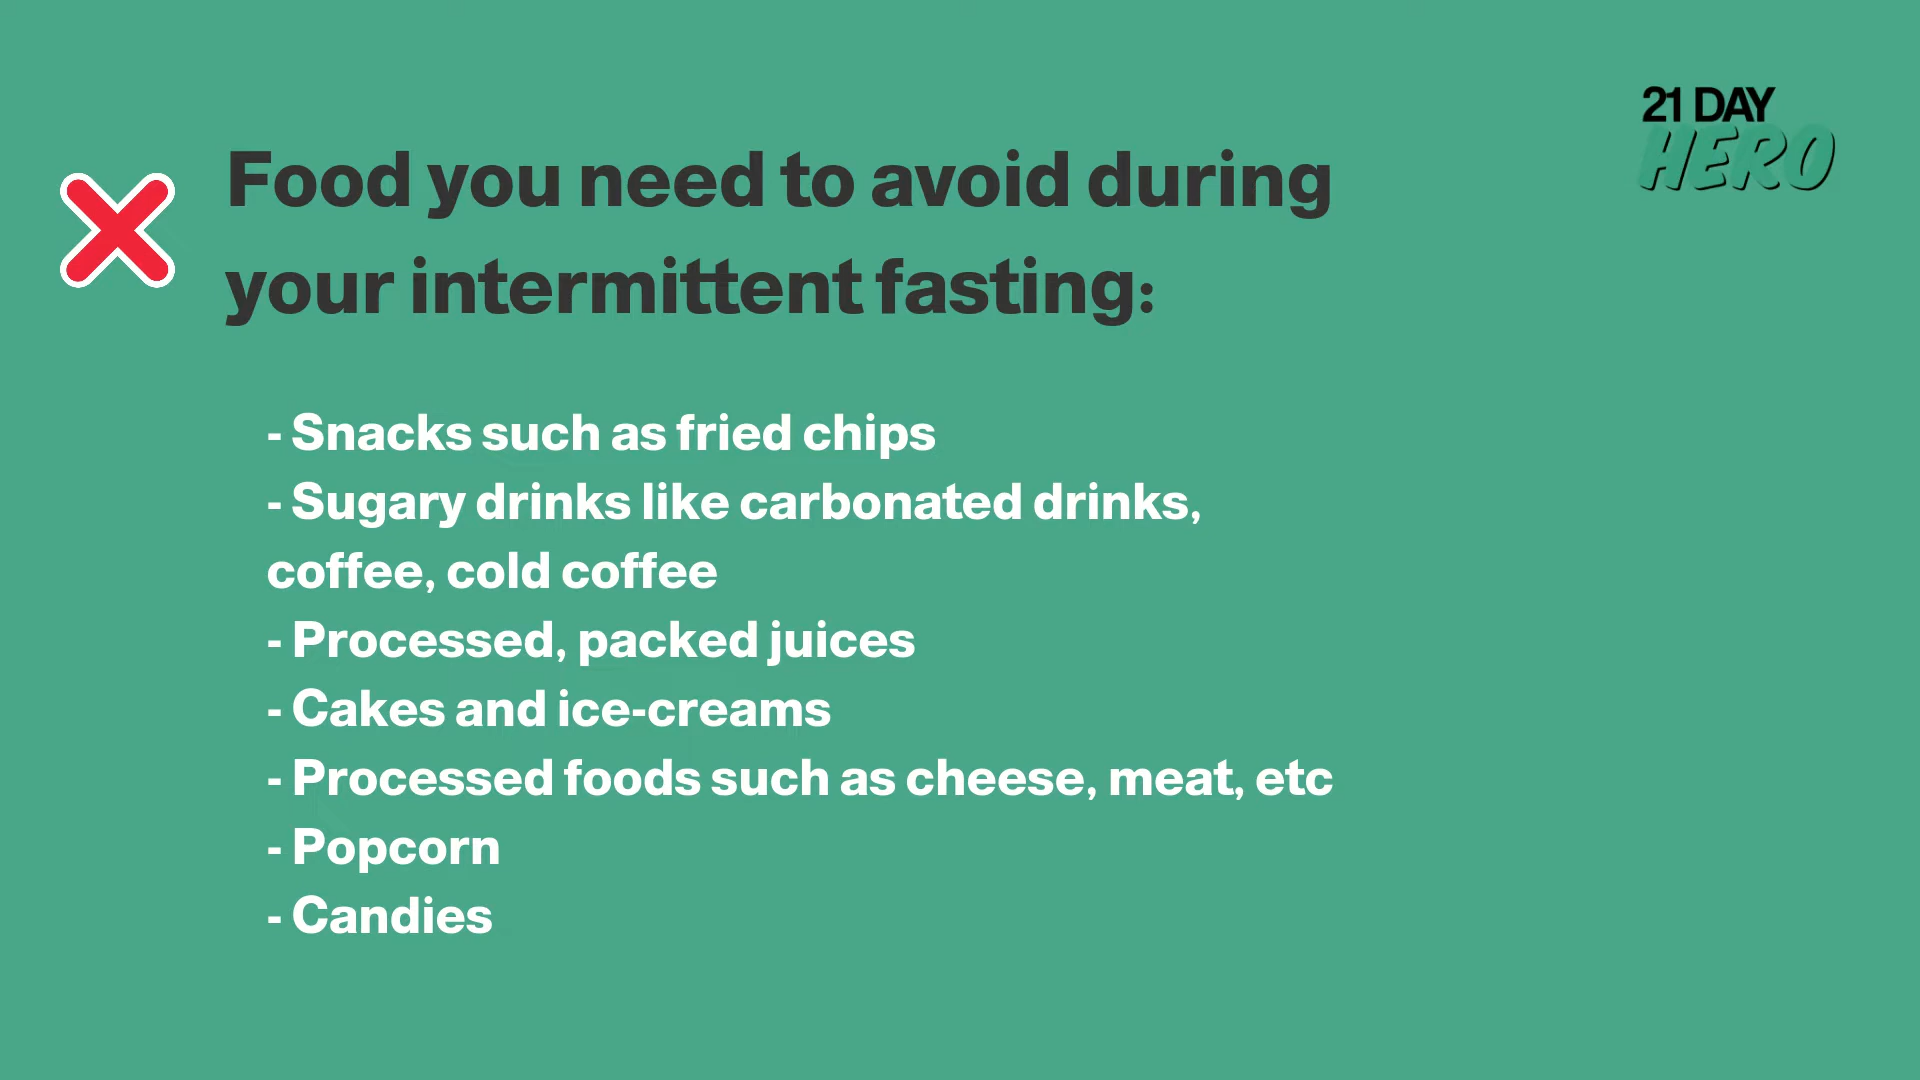 21 DAY
HERO
Food you need to avoid during
your intermittent fasting:
- Snacks such as fried chips
- Sugary drinks like carbonated drinks,
coffee, cold coffee
- Processed, packed juices
- Cakes and ice-creams
- Processed foods such as cheese, meat, etc
- Popcorn
- Candies